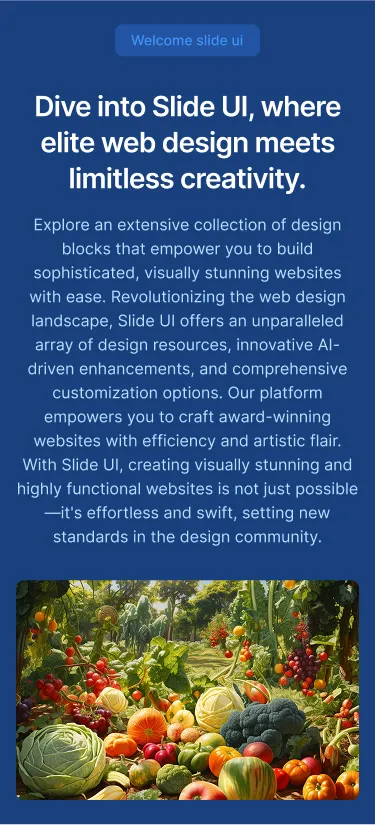 Welcome slide ui
Dive into Slide UI, where
elite web design meets
limitless creativity.
Explore an extensive collection of design
blocks that empower you to build
sophisticated, visually stunning websites
with ease. Revolutionizing the web design
landscape, Slide UI offers an unparalleled
array of design resources, innovative AI-
driven enhancements, and comprehensive
customization options. Our platform
empowers you to craft award-winning
websites with efficiency and artistic flair.
With Slide UI, creating visually stunning and
highly functional websites is not just possible
—it's effortless and swift, setting new
standards in the design community.